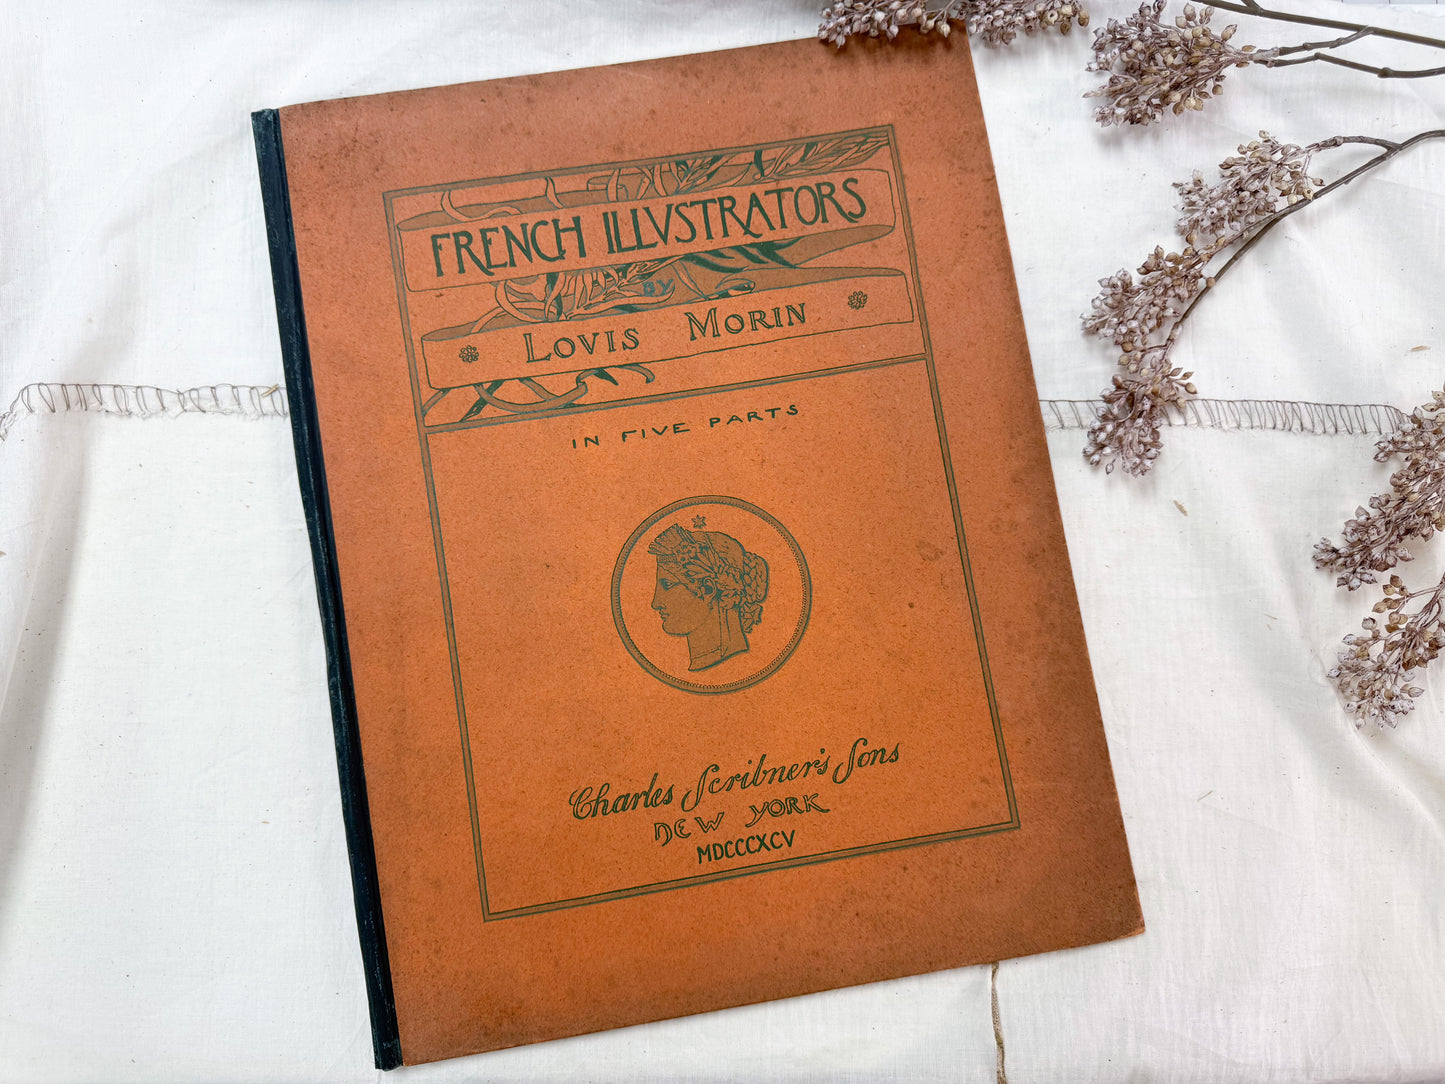 FRENCH ILLVSTRATORS
BY
LOVIS MORIN
IN FIVE PARTS
Charles Scribner's Sons
NEW YORK
MDCCCXCV